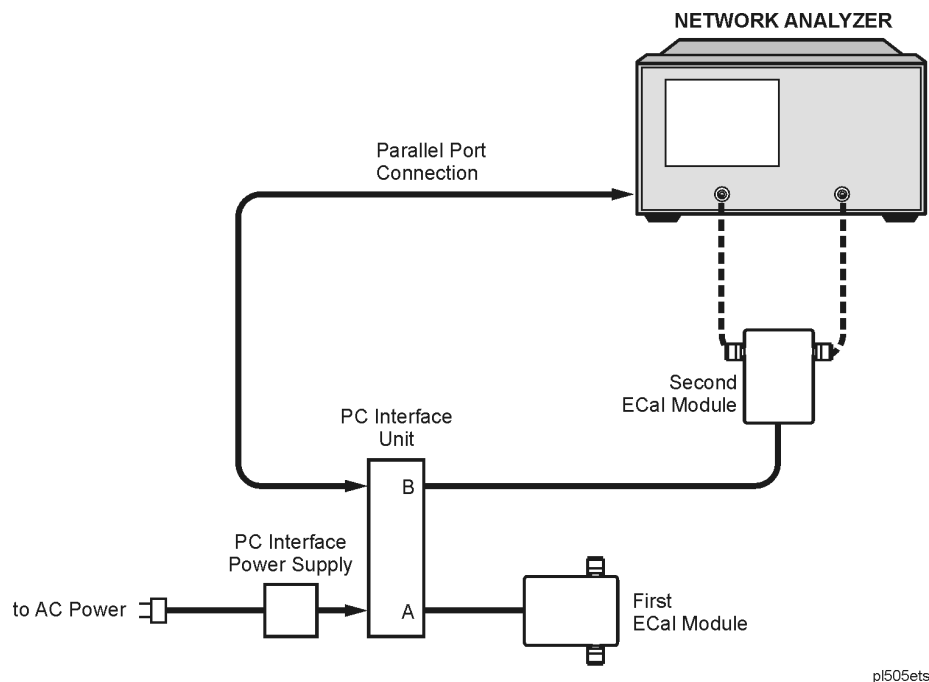 NETWORK ANALYZER
Parallel Port
Connection
Second
ECal Module
PC Interface
Unit
B
PC Interface
Power Supply
to AC Power
A
First
ECal Module
pl505ets